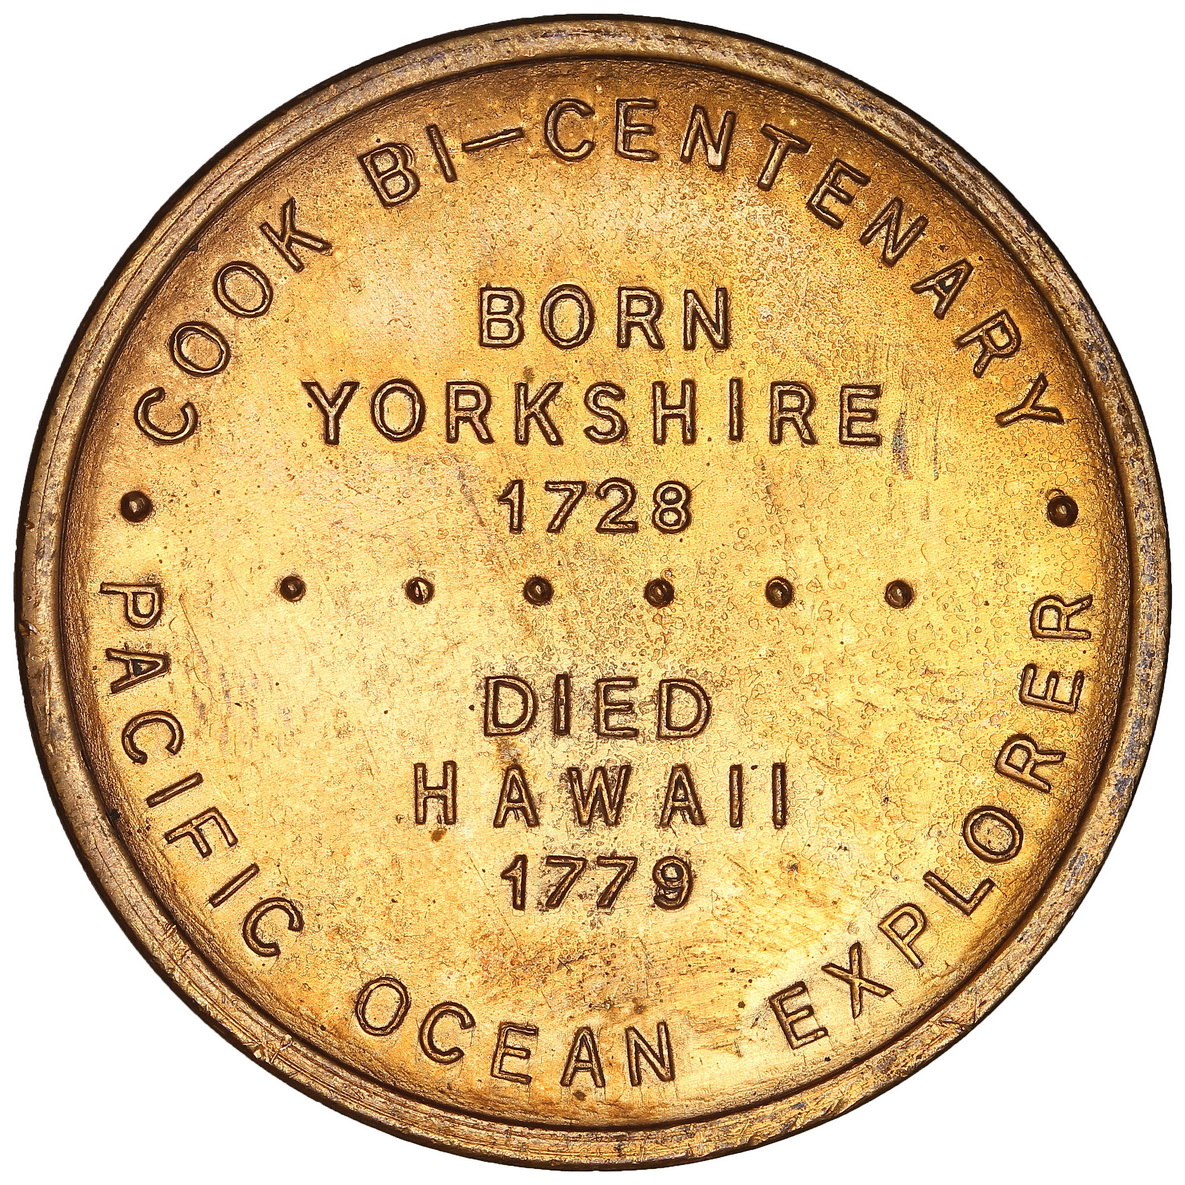 COOK BI-CENTENARY
BORN
YORKSHIRE
1728
DIED
HAWAII
1779
PACIFIC OCEAN EXPLORER